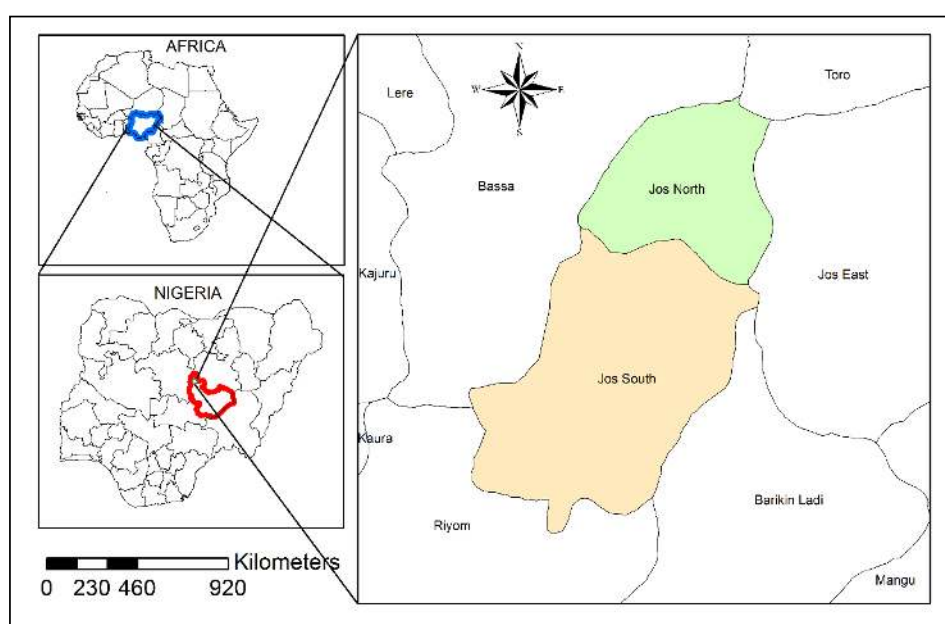 AFRICA
NIGERIA
Kilometers
0 230 460 920
N
W E
S
Lere
Toro
Bassa
Jos North
Kajuru
Jos East
Jos South
Kaura
Riyom
Barikin Ladi
Mangu